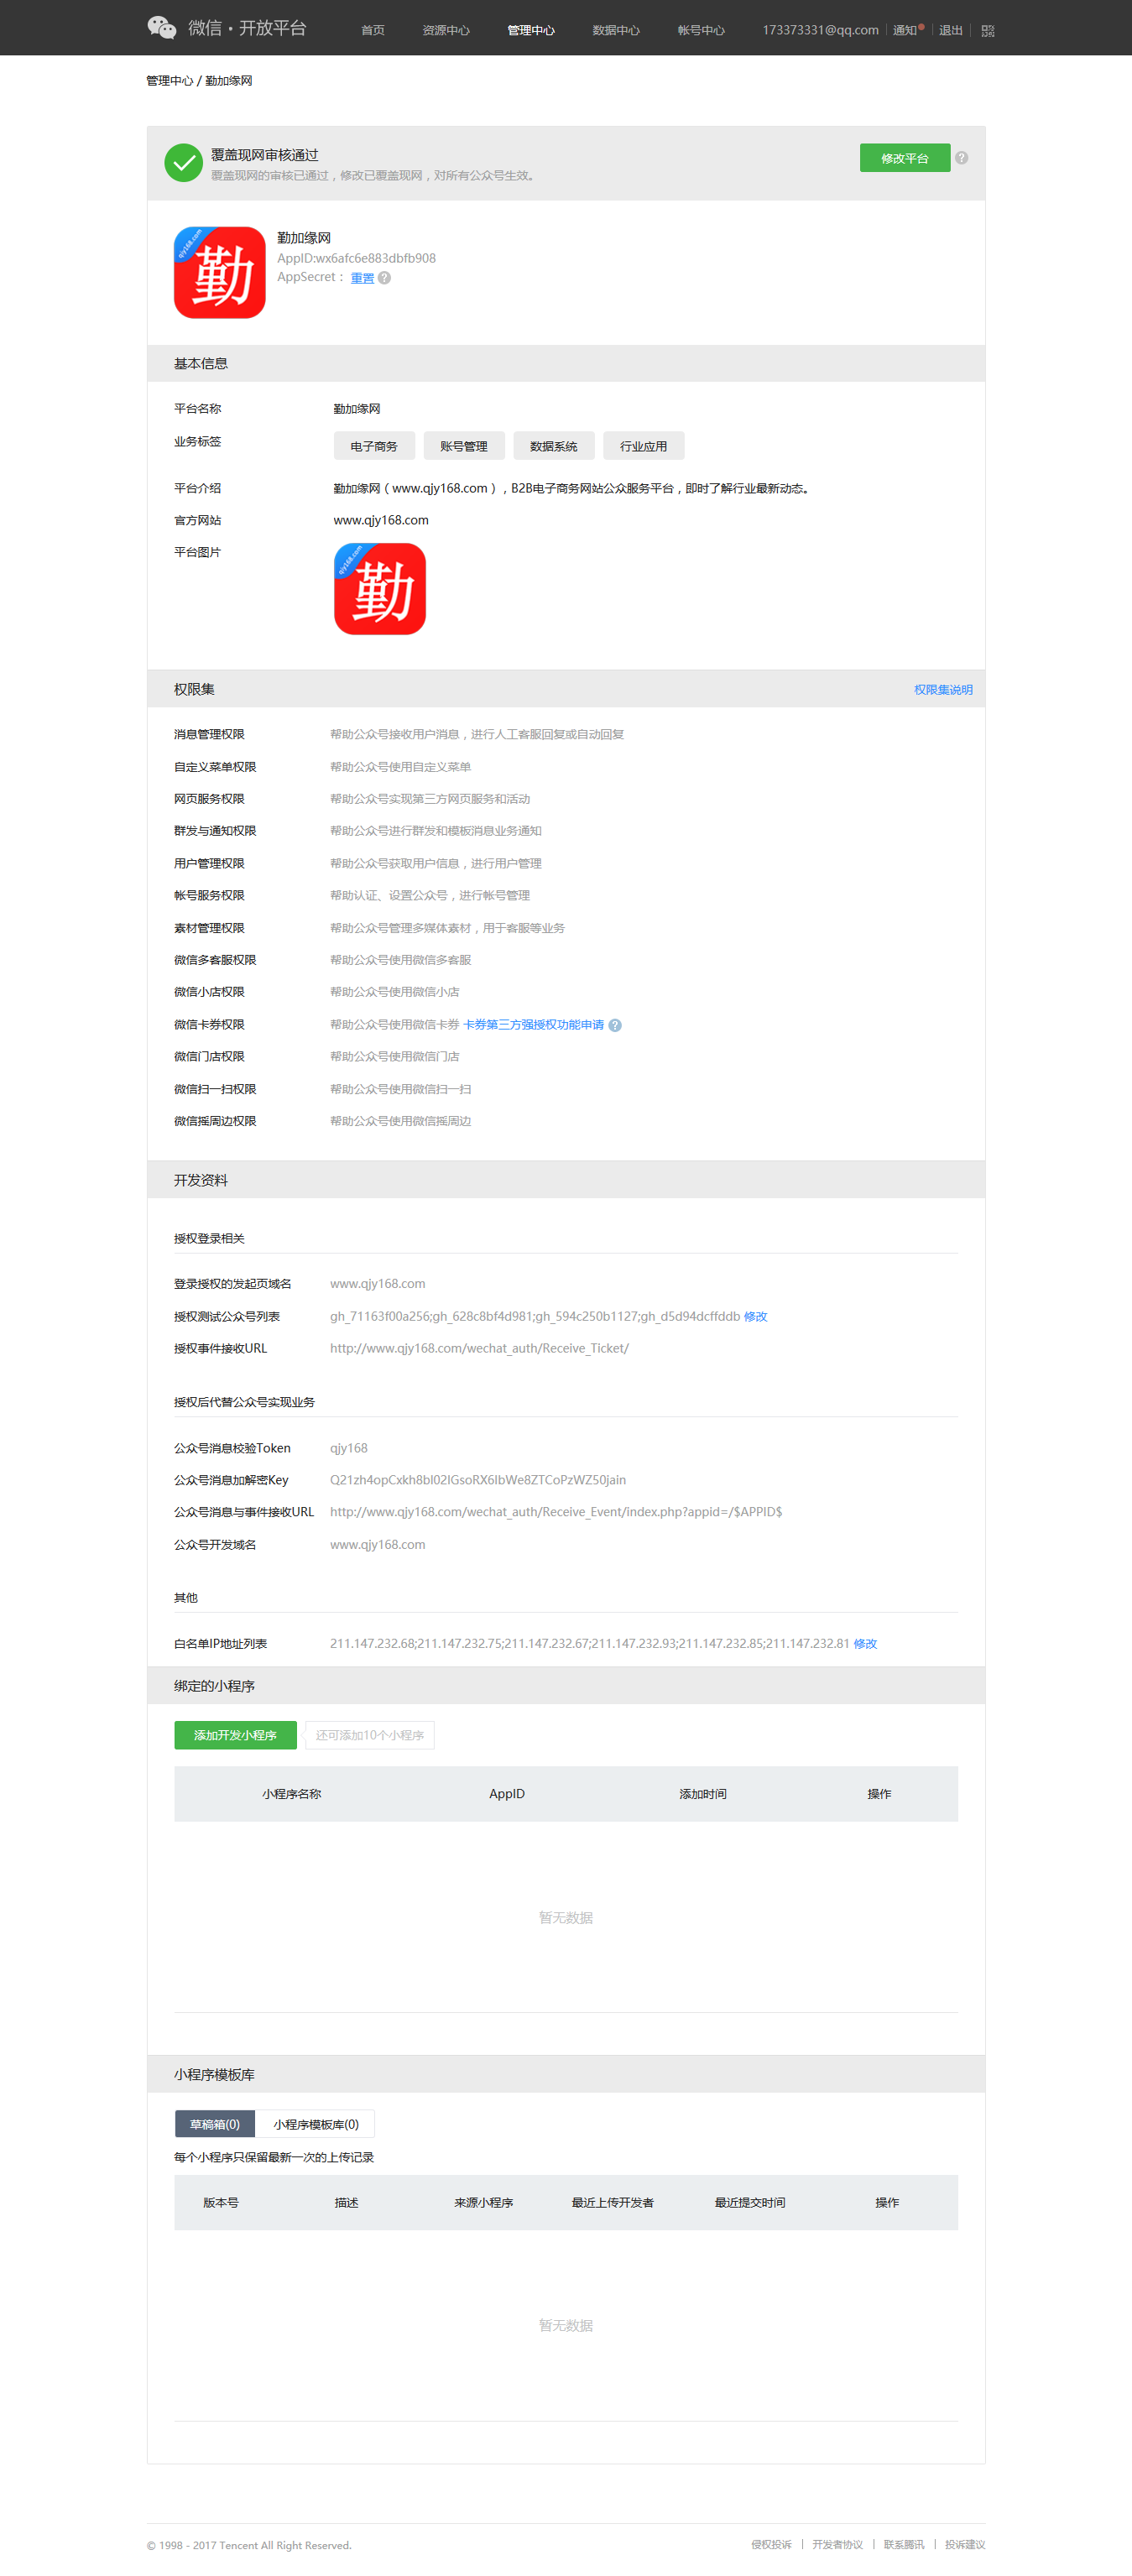 微信·开放平台 首页 资源中心 管理中心 数据中心 帐号中心 173373331@qq.com 通知 退出
管理中心 / 勤加缘网
覆盖现网审核通过 修改平台 ?
覆盖现网的审核已通过，修改已覆盖现网，对所有公众号生效。
qjy168.com
勤
勤加缘网
AppID:wx6afc6e883dbfb908
AppSecret： 重置 ?
基本信息
平台名称 勤加缘网
业务标签 电子商务 账号管理 数据系统 行业应用
平台介绍 勤加缘网（www.qjy168.com），B2B电子商务网站公众服务平台，即时了解行业最新动态。
官方网站 www.qjy168.com
平台图片
qjy168.com
勤
权限集 权限集说明
消息管理权限 帮助公众号接收用户消息，进行人工客服回复或自动回复
自定义菜单权限 帮助公众号使用自定义菜单
网页服务权限 帮助公众号实现第三方网页服务和活动
群发与通知权限 帮助公众号进行群发和模板消息业务通知
用户管理权限 帮助公众号获取用户信息，进行用户管理
帐号服务权限 帮助认证、设置公众号，进行帐号管理
素材管理权限 帮助公众号管理多媒体素材，用于客服等业务
微信多客服权限 帮助公众号使用微信多客服
微信小店权限 帮助公众号使用微信小店
微信卡券权限 帮助公众号使用微信卡券 卡券第三方强授权功能申请 ?
微信门店权限 帮助公众号使用微信门店
微信扫一扫权限 帮助公众号使用微信扫一扫
微信摇周边权限 帮助公众号使用微信摇周边
开发资料
授权登录相关
登录授权的发起页域名 www.qjy168.com
授权测试公众号列表 gh_71163f00a256;gh_628c8bf4d981;gh_594c250b1127;gh_d5d94dcffddb 修改
授权事件接收URL http://www.qjy168.com/wechat_auth/Receive_Ticket/
授权后代替公众号实现业务
公众号消息校验Token qjy168
公众号消息加解密Key Q21zh4opCxkh8bl02IGsoRX6lbWe8ZTCoPzWZ50jain
公众号消息与事件接收URL http://www.qjy168.com/wechat_auth/Receive_Event/index.php?appid=/$APPID$
公众号开发域名 www.qjy168.com
其他
白名单IP地址列表 211.147.232.68;211.147.232.75;211.147.232.67;211.147.232.93;211.147.232.85;211.147.232.81 修改
绑定的小程序
添加开发小程序 还可添加10个小程序
小程序名称 AppID 添加时间 操作
暂无数据
小程序模板库
草稿箱(0) 小程序模板库(0)
每个小程序只保留最新一次的上传记录
版本号 描述 来源小程序 最近上传开发者 最近提交时间 操作
暂无数据
© 1998 - 2017 Tencent All Right Reserved. 侵权投诉 | 开发者协议 | 联系腾讯 | 投诉建议